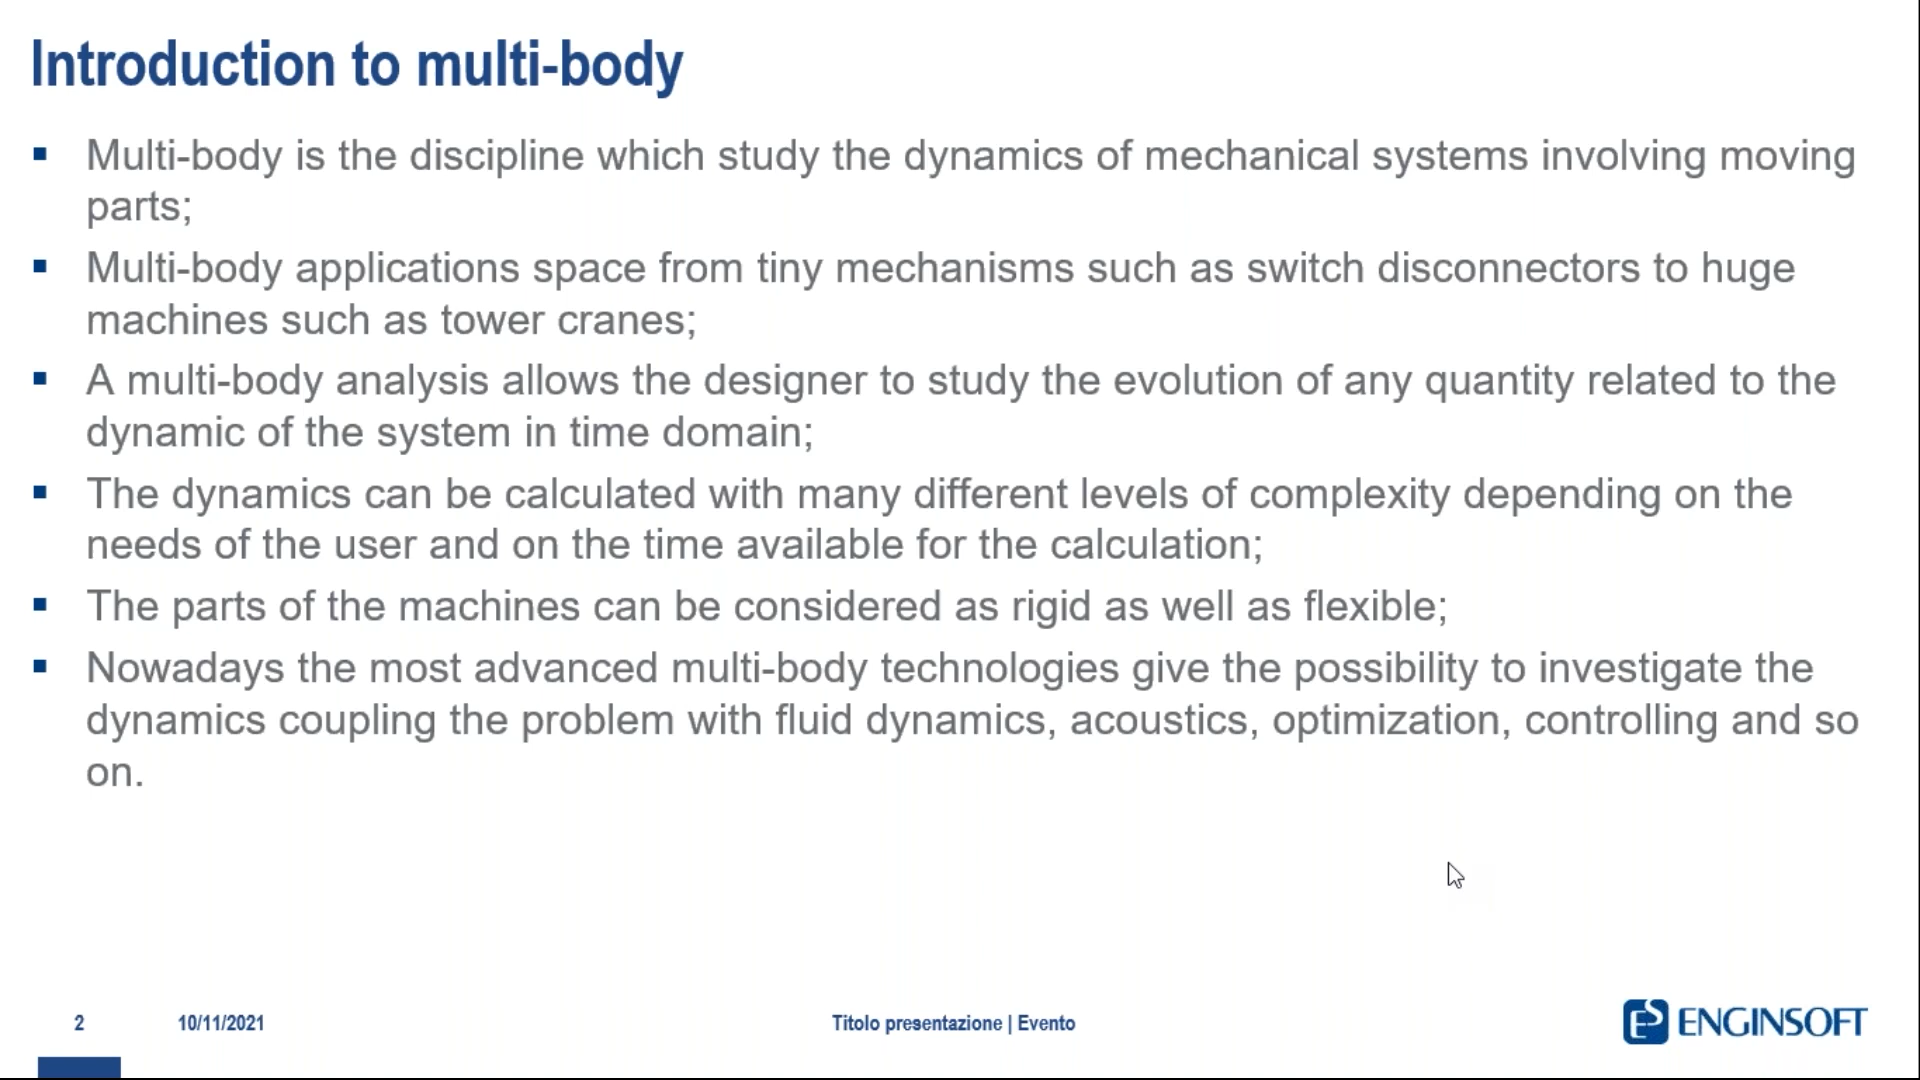 Introduction to multi-body
▪ Multi-body is the discipline which study the dynamics of mechanical systems involving moving
parts;
▪ Multi-body applications space from tiny mechanisms such as switch disconnectors to huge
machines such as tower cranes;
▪ A multi-body analysis allows the designer to study the evolution of any quantity related to the
dynamic of the system in time domain;
▪ The dynamics can be calculated with many different levels of complexity depending on the
needs of the user and on the time available for the calculation;
▪ The parts of the machines can be considered as rigid as well as flexible;
▪ Nowadays the most advanced multi-body technologies give the possibility to investigate the
dynamics coupling the problem with fluid dynamics, acoustics, optimization, controlling and so
on.
2 10/11/2021 Titolo presentazione | Evento ENGINSOFT